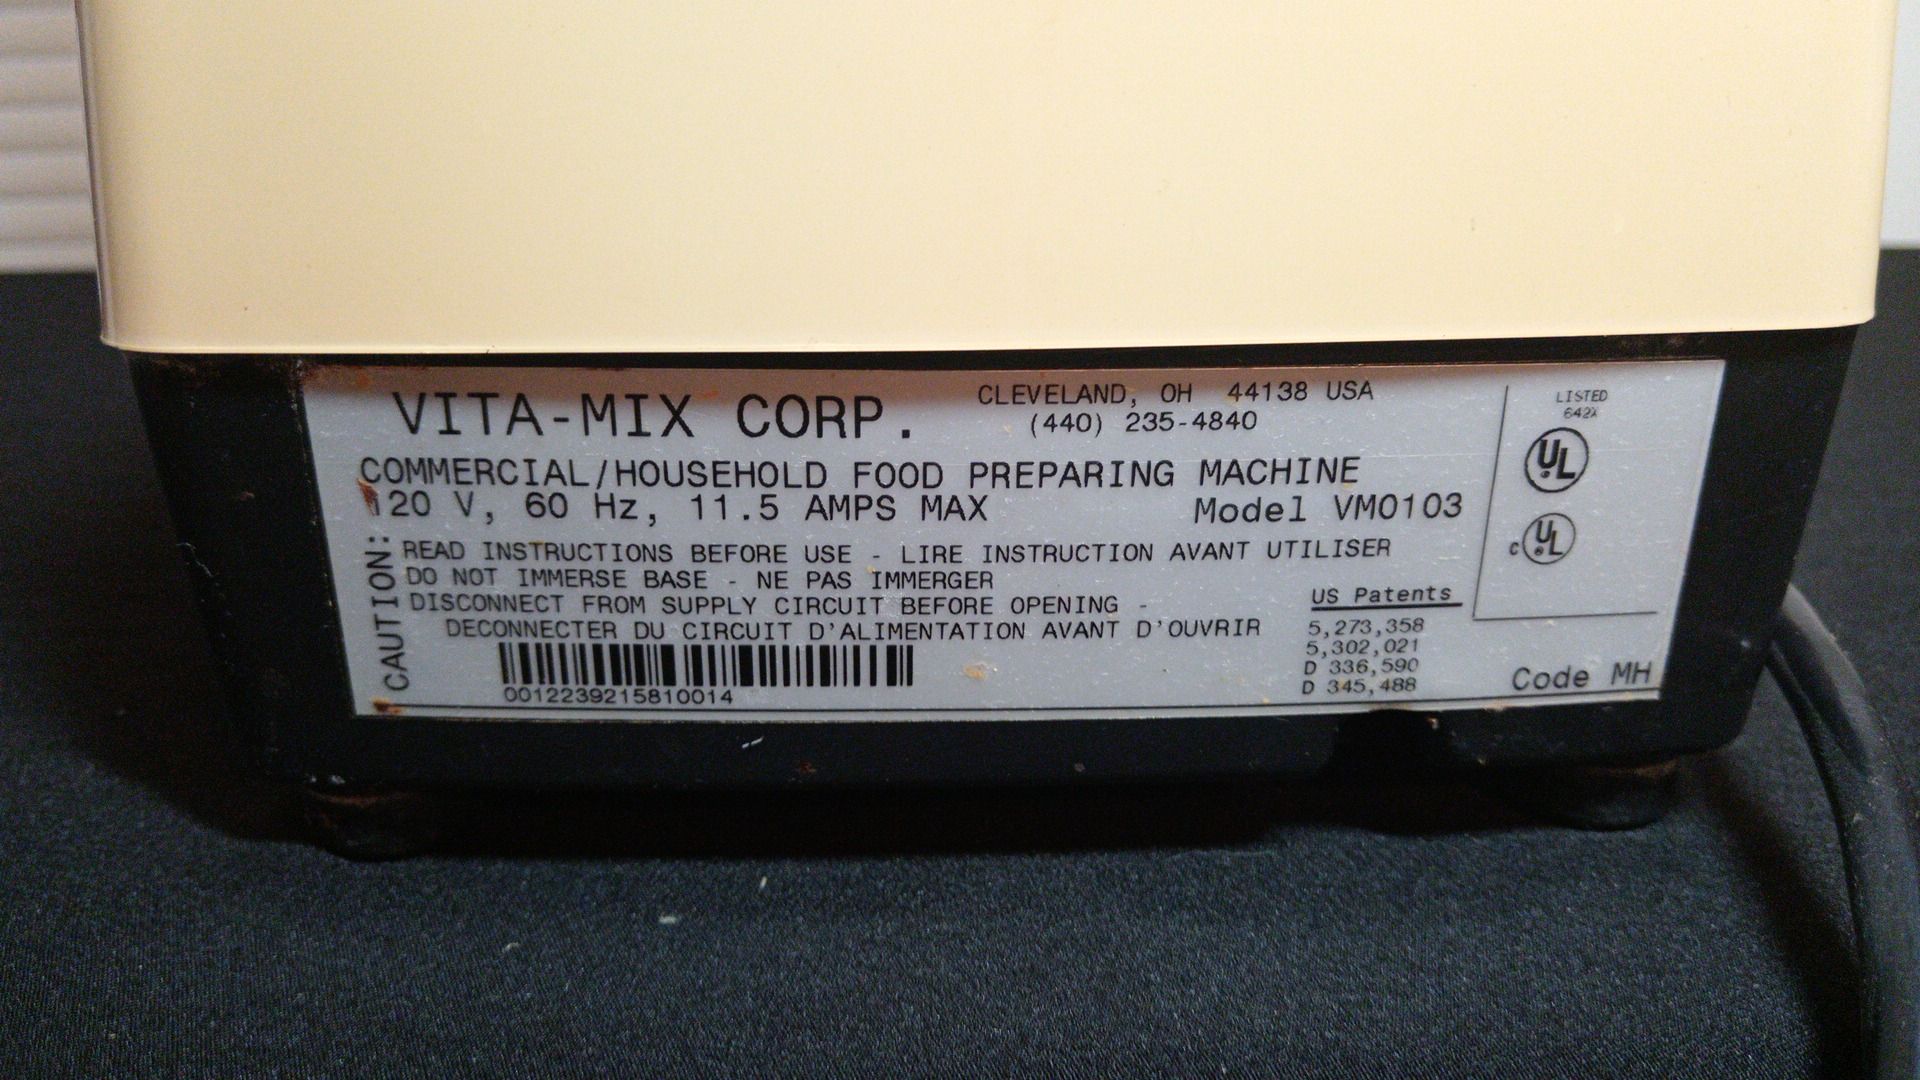 VITA-MIX CORP.
CLEVELAND, OH 44138 USA
(440) 235-4840
COMMERCIAL/HOUSEHOLD FOOD PREPARING MACHINE
120 V, 60 Hz, 11.5 AMPS MAX
Model VM0103
CAUTION:
READ INSTRUCTIONS BEFORE USE - LIRE INSTRUCTION AVANT UTILISER
DO NOT IMMERSE BASE - NE PAS IMMERGER
DISCONNECT FROM SUPPLY CIRCUIT BEFORE OPENING -
DECONNECTER DU CIRCUIT D'ALIMENTATION AVANT D'OUVRIR
0012239215810014
US Patents
5,273,358
5,302,021
D 336,590
D 345,488
LISTED
642X
UL
C UL
Code MH